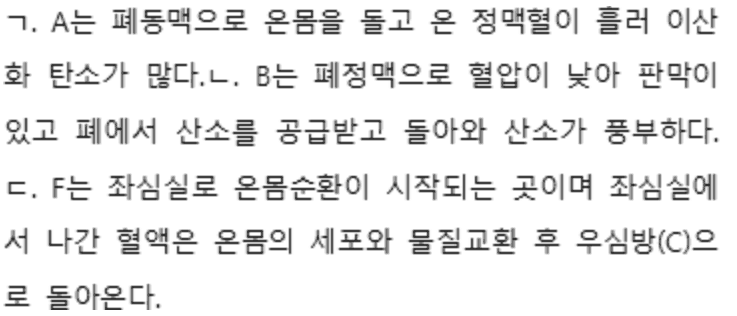 ㄱ. A는 폐동맥으로 온몸을 돌고 온 정맥혈이 흘러 이산
화 탄소가 많다.ㄴ. B는 폐정맥으로 혈압이 낮아 판막이
있고 폐에서 산소를 공급받고 돌아와 산소가 풍부하다.
ㄷ. F는 좌심실로 온몸순환이 시작되는 곳이며 좌심실에
서 나간 혈액은 온몸의 세포와 물질교환 후 우심방(C)으
로 돌아온다.